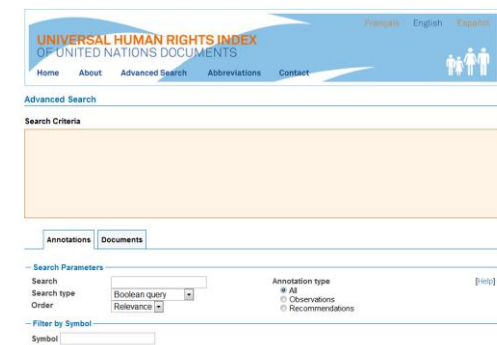 Français English Español
UNIVERSAL HUMAN RIGHTS INDEX
OF UNITED NATIONS DOCUMENTS
Home About Advanced Search Abbreviations Contact
Advanced Search
Search Criteria
Annotations Documents
Search Parameters
Search Annotation type [Help]
Search type Boolean query All
Order Relevance Observations
Recommendations
Filter by Symbol
Symbol